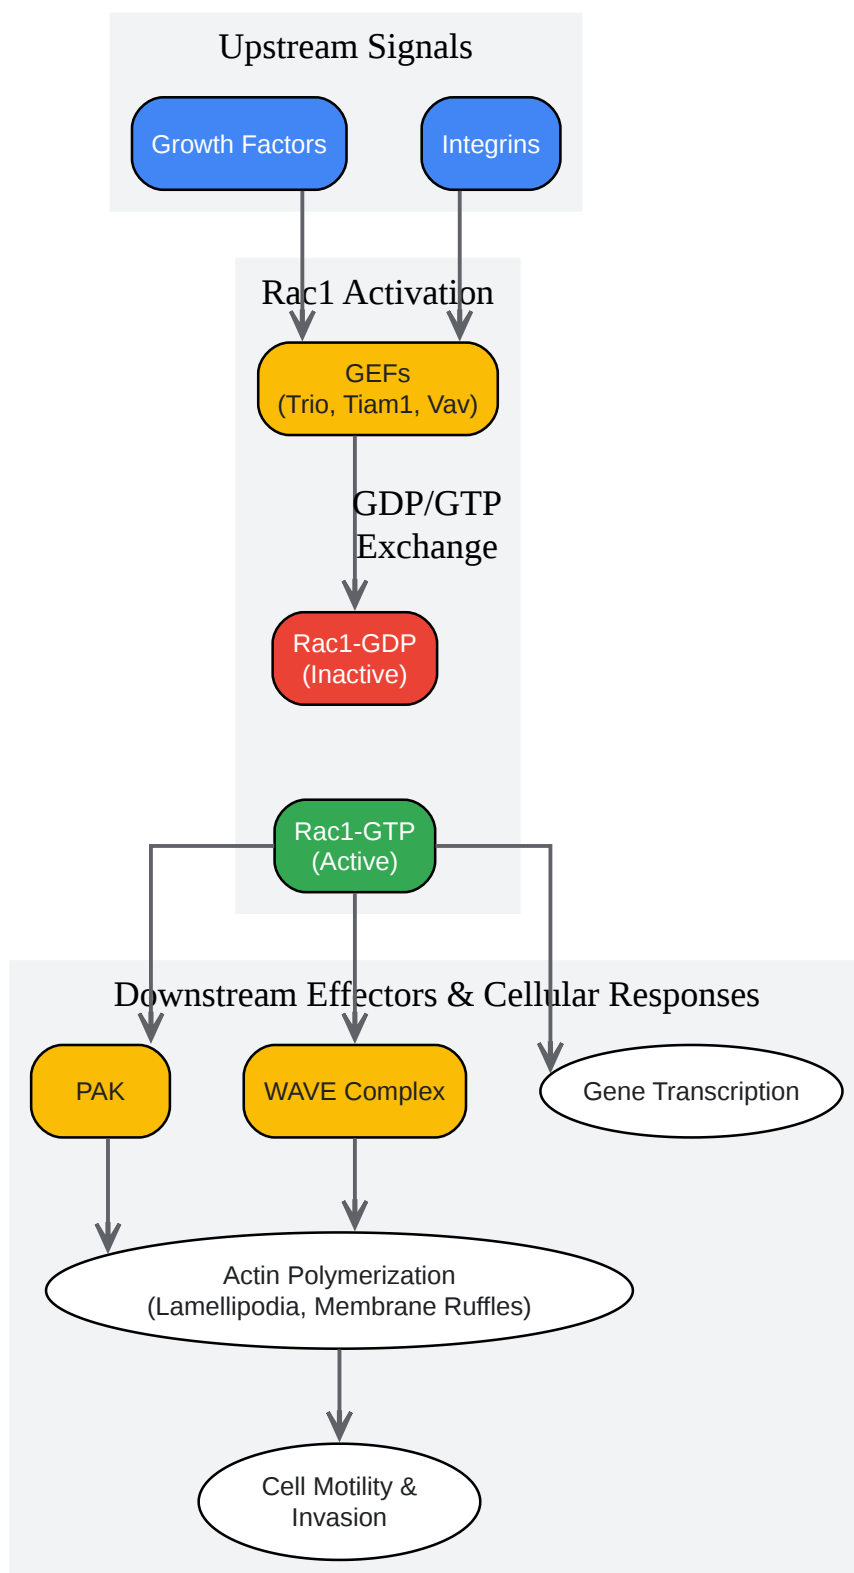 Upstream Signals
Growth Factors
Integrins
Rac1 Activation
GEFs
(Trio, Tiam1, Vav)
GDP/GTP
Exchange
Rac1-GDP
(Inactive)
Rac1-GTP
(Active)
Downstream Effectors & Cellular Responses
PAK
WAVE Complex
Gene Transcription
Actin Polymerization
(Lamellipodia, Membrane Ruffles)
Cell Motility &
Invasion